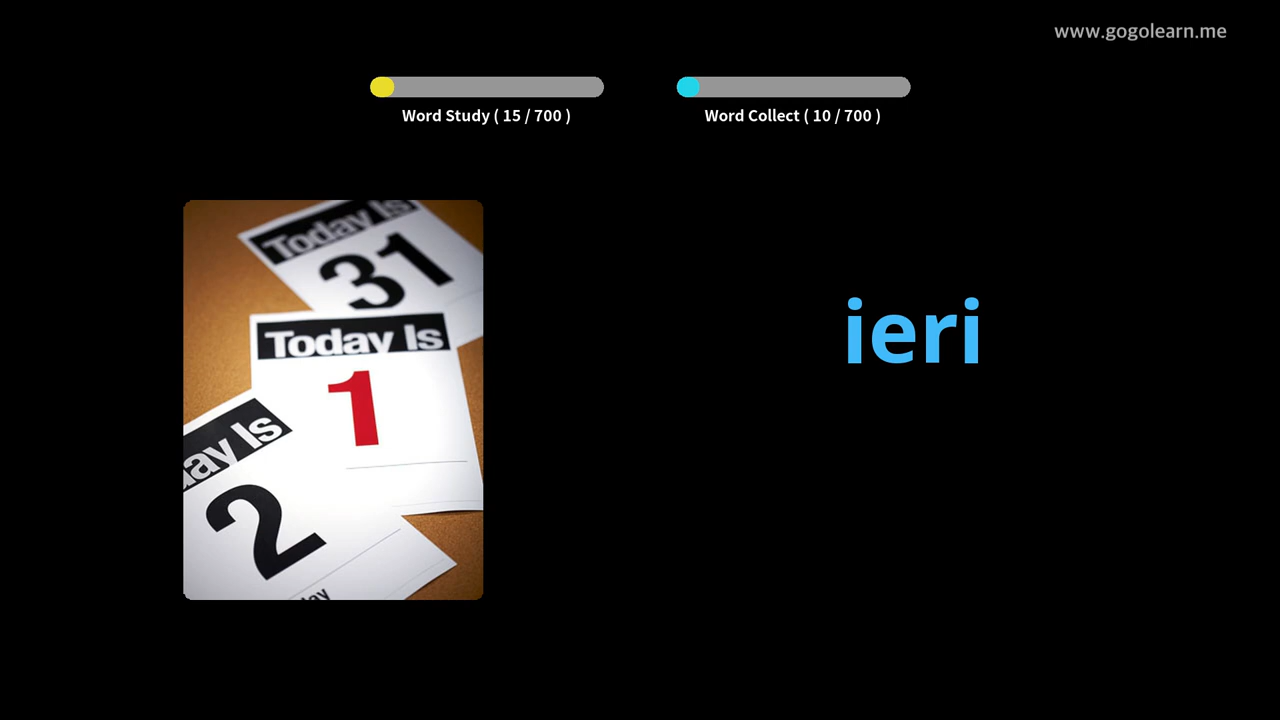 www.gogolearn.me
Word Study ( 15 / 700 )
Word Collect ( 10 / 700 )
Today Is
31
Today Is
1
ay Is
2
ay
ieri